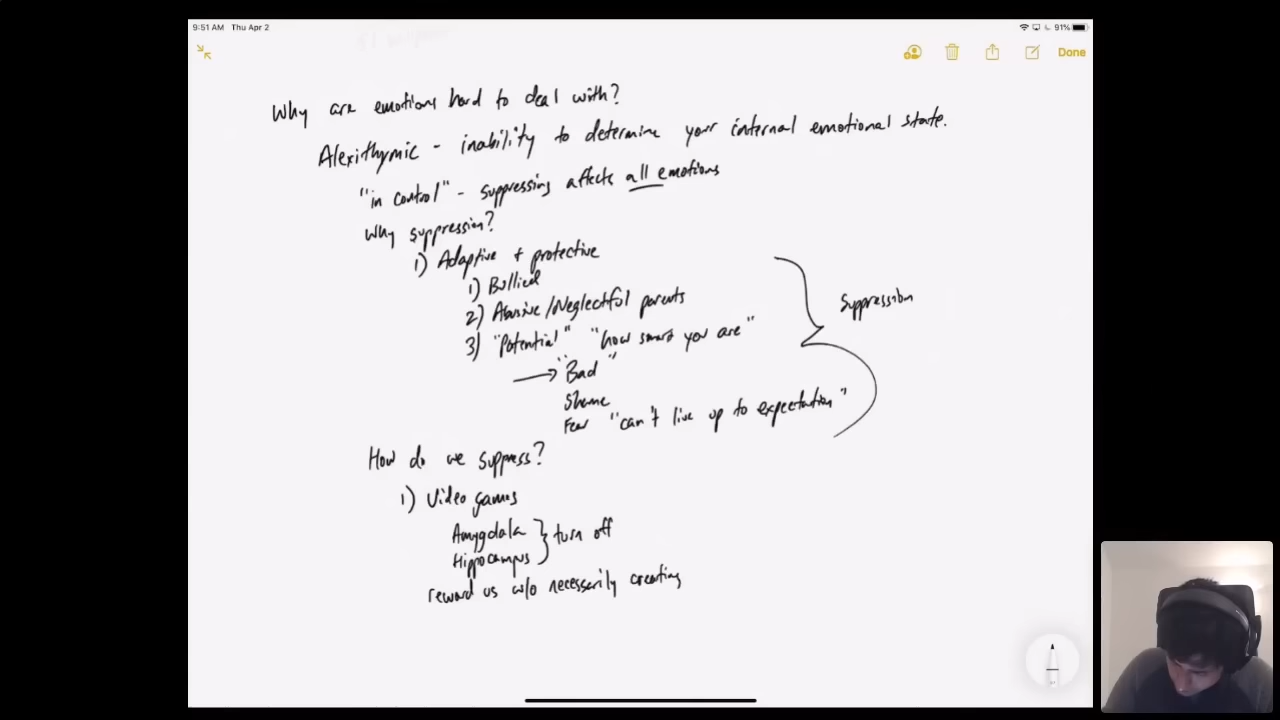 9:51 AM Thu Apr 2
91%
Done
Why are emotions hard to deal with?
Alexithymic - inability to determine your internal emotional state.
"in control" - suppressing affects all emotions
Why suppression?
1) Adaptive + protective
1) Bullied
2) Abusive/Neglectful parents
3) "Potential" "how smart you are"
"Bad"
Shame
Fear "can't live up to expectation"
Suppression
How do we suppress?
1) Video games
Amygdala
Hippocampus
turn off
reward us w/o necessarily creating